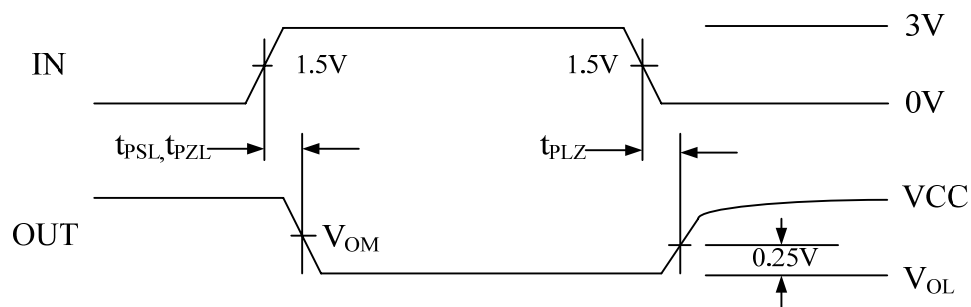 3V
IN
1.5V
1.5V
0V
tPSL,tPZL
tPLZ
VCC
OUT
VOM
0.25V
VOL